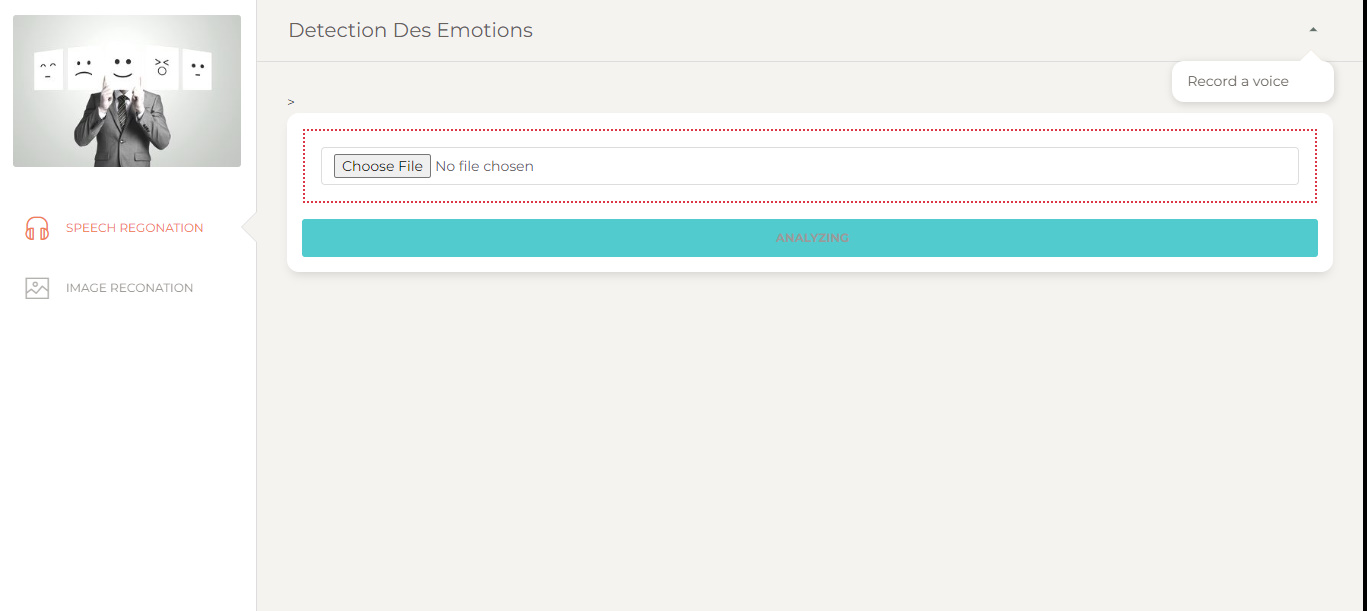 Detection Des Emotions
Record a voice
>
Choose File No file chosen
ANALYZING
SPEECH REGONATION
IMAGE RECONATION